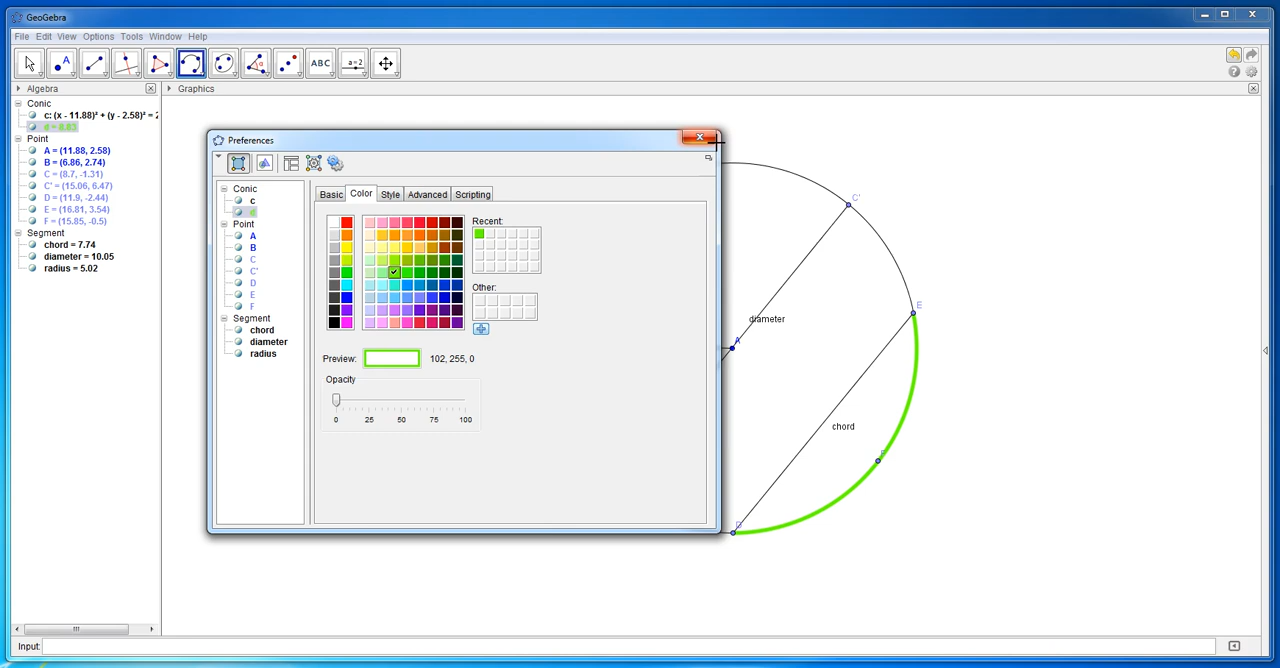 GeoGebra
File Edit View Options Tools Window Help
ABC
a=2
Algebra
Graphics
Conic
c: (x - 11.88)² + (y - 2.58)² = 2
Point
A = (11.88, 2.58)
B = (6.86, 2.74)
C = (8.7, -1.31)
C' = (15.06, 6.47)
D = (11.9, -2.44)
E = (16.81, 3.54)
F = (15.85, -0.5)
Segment
chord = 7.74
diameter = 10.05
radius = 5.02
Preferences
Basic Color Style Advanced Scripting
Conic
c
d
Point
A
B
C
C'
D
E
F
Segment
chord
diameter
radius
Recent:
Other:
Preview:
102, 255, 0
Opacity
0 25 50 75 100
C'
E
diameter
A
chord
F
D
Input: